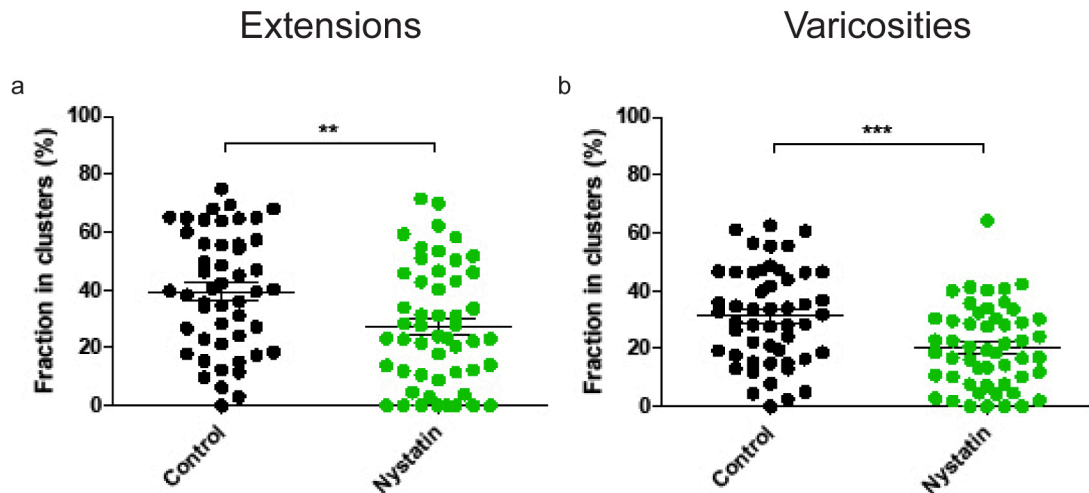 Extensions
Varicosities
a
b
Fraction in clusters (%)
100
80
60
40
20
0
**
Control
Nystatin
Fraction in clusters (%)
100
80
60
40
20
0
***
Control
Nystatin